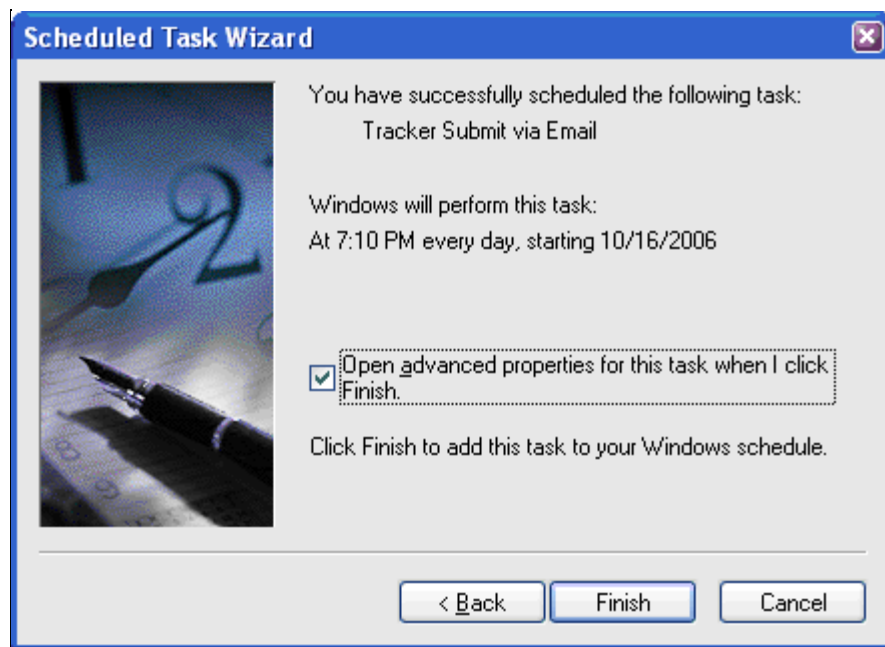 Scheduled Task Wizard
You have successfully scheduled the following task:
Tracker Submit via Email
Windows will perform this task:
At 7:10 PM every day, starting 10/16/2006
Open advanced properties for this task when I click
Finish.
Click Finish to add this task to your Windows schedule.
< Back
Finish
Cancel